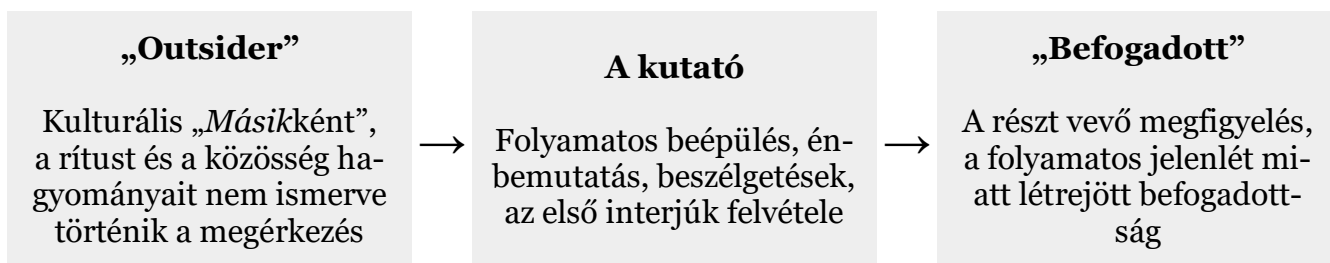 „Outsider”
Kulturális „Másikként”,
a rítust és a közösség ha-
gyományait nem ismerve
történik a megérkezés
→
A kutató
Folyamatos beépülés, én-
bemutatás, beszélgetések,
az első interjúk felvétele
→
„Befogadott”
A részt vevő megfigyelés,
a folyamatos jelenlét mi-
att létrejött befogadott-
ság